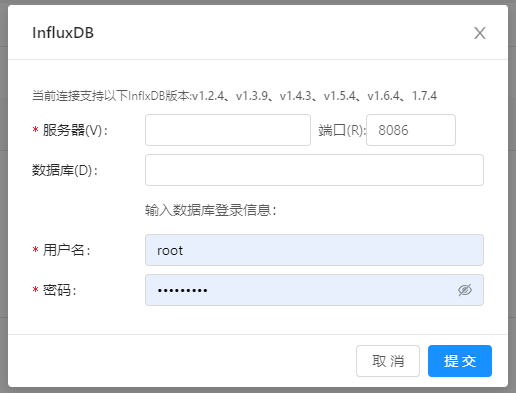 InfluxDB
当前连接支持以下InflxDB版本:v1.2.4、v1.3.9、v1.4.3、v1.5.4、v1.6.4、1.7.4
* 服务器(V)： 端口(R): 8086
数据库(D)：
输入数据库登录信息：
* 用户名： root
* 密码： •••••••••
取 消 提 交